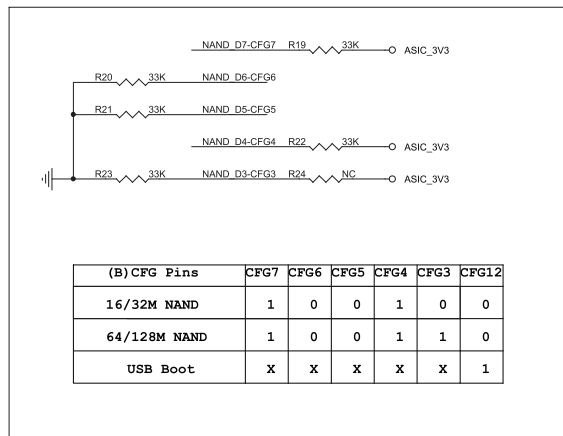 NAND_D7-CFG7 R19 33K ASIC_3V3
R20 33K NAND_D6-CFG6
R21 33K NAND_D5-CFG5
NAND_D4-CFG4 R22 33K ASIC_3V3
R23 33K NAND_D3-CFG3 R24 NC ASIC_3V3
(B)CFG Pins CFG7 CFG6 CFG5 CFG4 CFG3 CFG12
16/32M NAND 1 0 0 1 0 0
64/128M NAND 1 0 0 1 1 0
USB Boot X X X X X 1